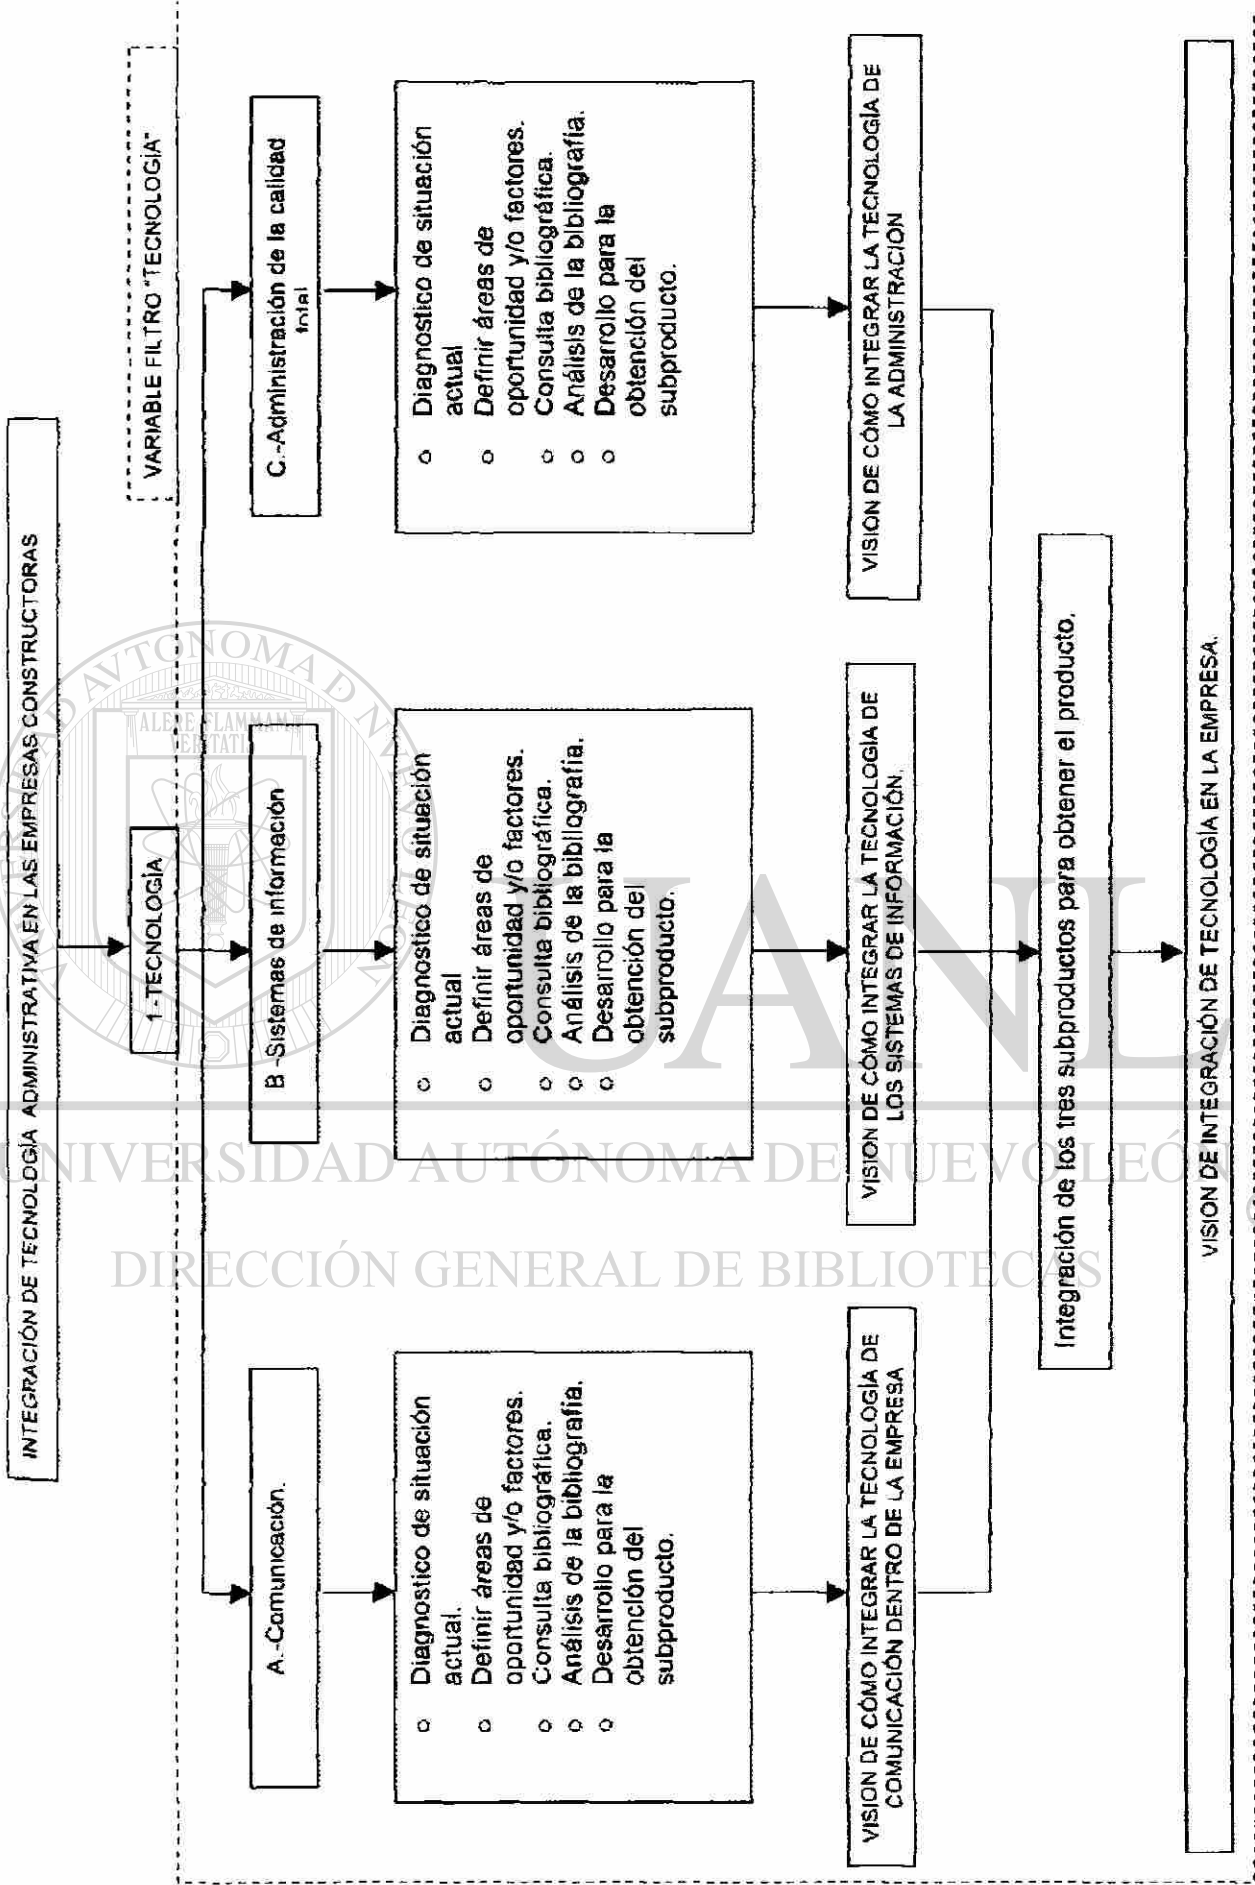 INTEGRACIÓN DE TECNOLOGÍA ADMINISTRATIVA EN LAS EMPRESAS CONSTRUCTORAS
VARIABLE FILTRO "TECNOLOGIA"
1.-TECNOLOGÍA
A.-Comunicación.
B.-Sistemas de información
C.-Administración de la calidad
total
o Diagnostico de situación
actual.
o Definir áreas de
oportunidad y/o factores.
o Consulta bibliográfica.
o Análisis de la bibliografía.
o Desarrollo para la
obtención del
subproducto.
o Diagnostico de situación
actual
o Definir áreas de
oportunidad y/o factores.
o Consulta bibliográfica.
o Análisis de la bibliografía.
o Desarrollo para la
obtención del
subproducto.
o Diagnostico de situación
actual
o Definir áreas de
oportunidad y/o factores.
o Consulta bibliográfica.
o Análisis de la bibliografía.
o Desarrollo para la
obtención del
subproducto.
VISION DE CÓMO INTEGRAR LA TECNOLOGÍA DE
COMUNICACIÓN DENTRO DE LA EMPRESA
VISION DE CÓMO INTEGRAR LA TECNOLOGÍA DE
LOS SISTEMAS DE INFORMACIÓN.
VISION DE CÓMO INTEGRAR LA TECNOLOGÍA DE
LA ADMINISTRACION
Integración de los tres subproductos para obtener el producto.
VISION DE INTEGRACIÓN DE TECNOLOGÍA EN LA EMPRESA.
ALERE FLAMMAM
VERITATIS
UANL
UNIVERSIDAD AUTÓNOMA DE NUEVO LEÓN
DIRECCIÓN GENERAL DE BIBLIOTECAS